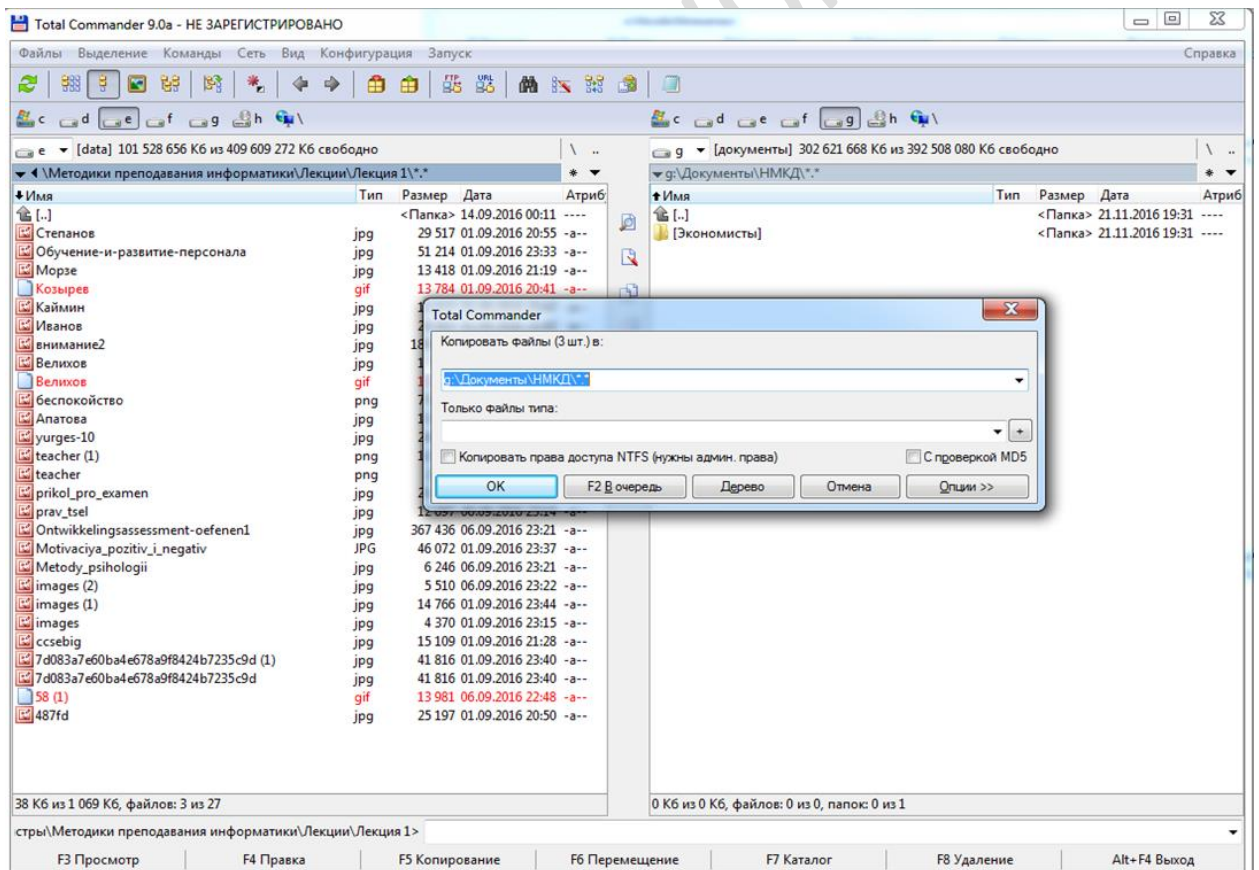 Total Commander 9.0a - НЕ ЗАРЕГИСТРИРОВАНО
Файлы Выделение Команды Сеть Вид Конфигурация Запуск Справка
FTP URL
c d e f g h \ c d e f g h \
e [data] 101 528 656 Кб из 409 609 272 Кб свободно \ .. g [документы] 302 621 668 Кб из 392 508 080 Кб свободно \ ..
\Методики преподавания информатики\Лекции\Лекция 1\*.* * g:\Документы\НМКД\*.* *
Имя Тип Размер Дата Атриб Имя Тип Размер Дата Атриб
[..] <Папка> 14.09.2016 00:11 ---- [..] <Папка> 21.11.2016 19:31 ----
Степанов jpg 29 517 01.09.2016 20:55 -a-- [Экономисты] <Папка> 21.11.2016 19:31 ----
Обучение-и-развитие-персонала jpg 51 214 01.09.2016 23:33 -a--
Морзе jpg 13 418 01.09.2016 21:19 -a--
Козырев gif 13 784 01.09.2016 20:41 -a--
Каймин jpg
Иванов jpg
внимание2 jpg
Велихов jpg
Велихов gif
беспокойство png
Апатова jpg
yurges-10 jpg
teacher (1) png
teacher png
prikol_pro_examen jpg
prav_tsel jpg
Ontwikkelingsassessment-oefenen1 jpg 367 436 06.09.2016 23:21 -a--
Motivaciya_pozitiv_i_negativ JPG 46 072 01.09.2016 23:37 -a--
Metody_psihologii jpg 6 246 06.09.2016 23:21 -a--
images (2) jpg 5 510 06.09.2016 23:22 -a--
images (1) jpg 14 766 01.09.2016 23:44 -a--
images jpg 4 370 01.09.2016 23:15 -a--
ccsebig jpg 15 109 01.09.2016 21:28 -a--
7d083a7e60ba4e678a9f8424b7235c9d (1) jpg 41 816 01.09.2016 23:40 -a--
7d083a7e60ba4e678a9f8424b7235c9d jpg 41 816 01.09.2016 23:40 -a--
58 (1) gif 13 981 06.09.2016 22:48 -a--
487fd jpg 25 197 01.09.2016 20:50 -a--
Total Commander
Копировать файлы (3 шт.) в:
g:\Документы\НМКД\*.*
Только файлы типа:
+
Копировать права доступа NTFS (нужны админ. права) С проверкой MD5
OK F2 В очередь Дерево Отмена Опции >>
38 Кб из 1 069 Кб, файлов: 3 из 27 0 Кб из 0 Кб, файлов: 0 из 0, папок: 0 из 1
стры\Методики преподавания информатики\Лекции\Лекция 1>
F3 Просмотр F4 Правка F5 Копирование F6 Перемещение F7 Каталог F8 Удаление Alt+F4 Выход